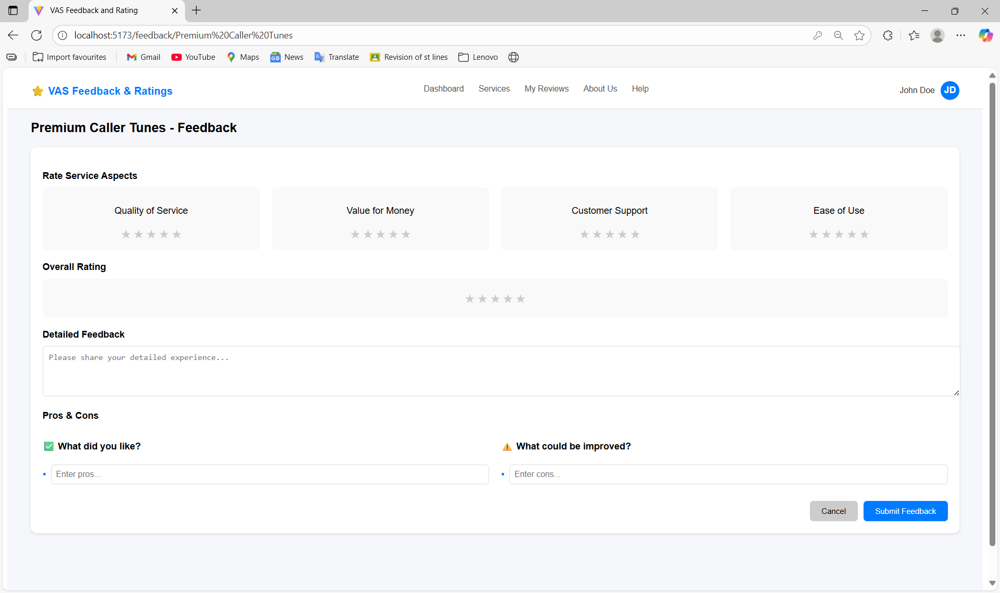 VAS Feedback and Rating
localhost:5173/feedback/Premium%20Caller%20Tunes
Import favourites Gmail YouTube Maps News Translate Revision of st lines Lenovo
VAS Feedback & Ratings
Dashboard Services My Reviews About Us Help
John Doe JD
Premium Caller Tunes - Feedback
Rate Service Aspects
Quality of Service Value for Money Customer Support Ease of Use
Overall Rating
Detailed Feedback
Please share your detailed experience...
Pros & Cons
What did you like? What could be improved?
Enter pros... Enter cons...
Cancel Submit Feedback